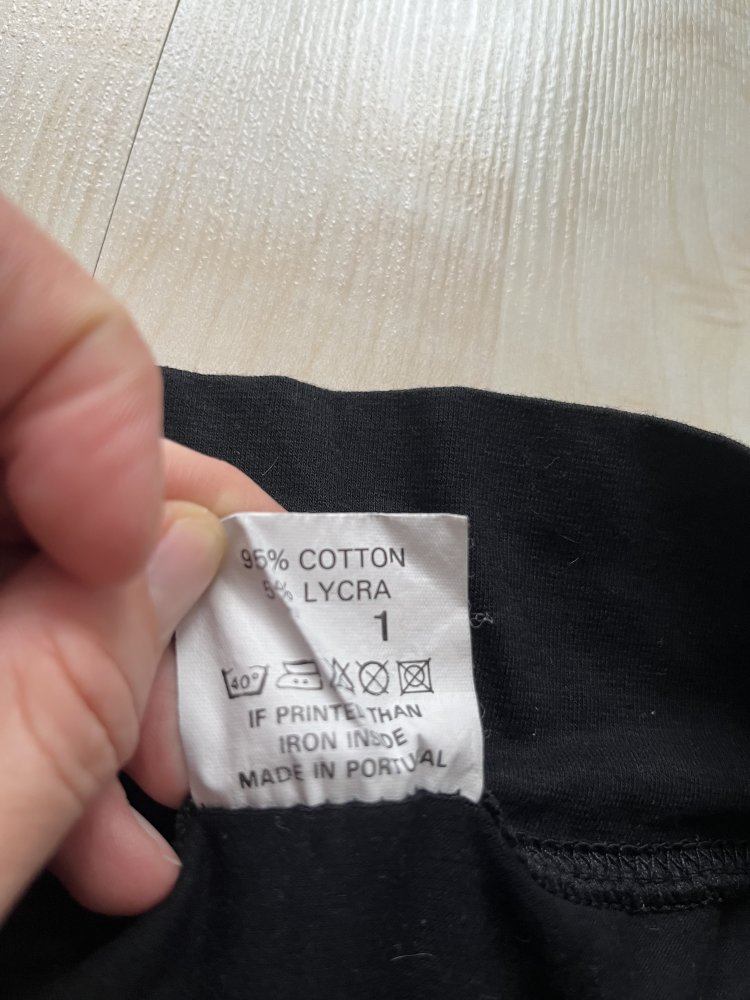 95% COTTON
5% LYCRA
1
40°
IF PRINTED THAN
IRON INSIDE
MADE IN PORTUGAL